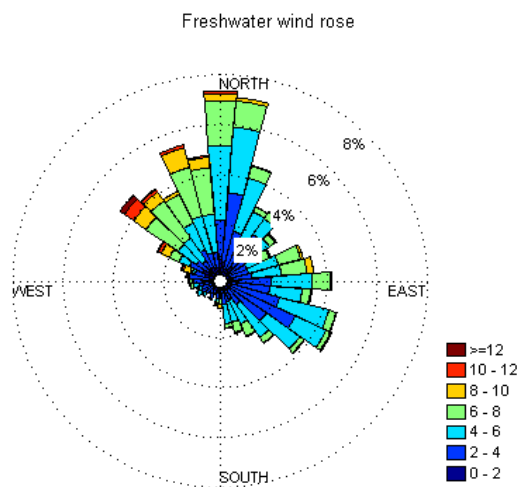 Freshwater wind rose
NORTH
8%
6%
4%
2%
WEST
EAST
SOUTH
>=12
10 - 12
8 - 10
6 - 8
4 - 6
2 - 4
0 - 2